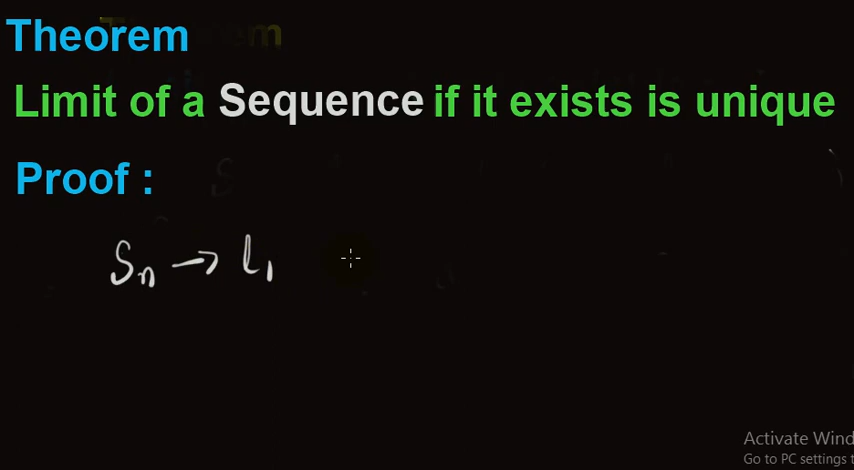 Theorem
Limit of a Sequence if it exists is unique
Proof :
Sn → l1
Activate Wind
Go to PC settings t